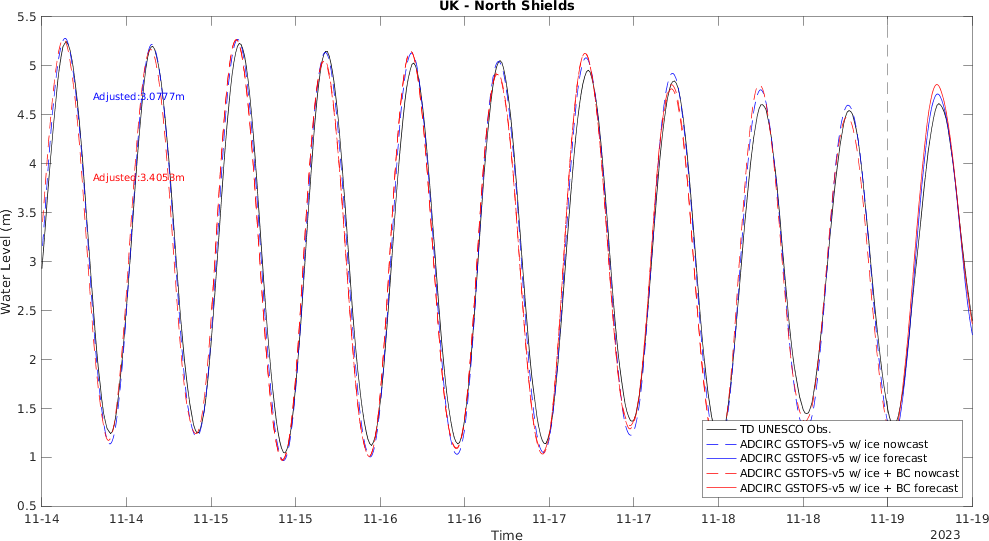 UK - North Shields
5.5
5
4.5
4
3.5
3
2.5
2
1.5
1
0.5
Water Level (m)
Adjusted:3.0777m
Adjusted:3.4053m
TD UNESCO Obs.
ADCIRC GSTOFS-v5 w/ ice nowcast
ADCIRC GSTOFS-v5 w/ ice forecast
ADCIRC GSTOFS-v5 w/ ice + BC nowcast
ADCIRC GSTOFS-v5 w/ ice + BC forecast
11-14 11-14 11-15 11-15 11-16 11-16 11-17 11-17 11-18 11-18 11-19 11-19
Time
2023